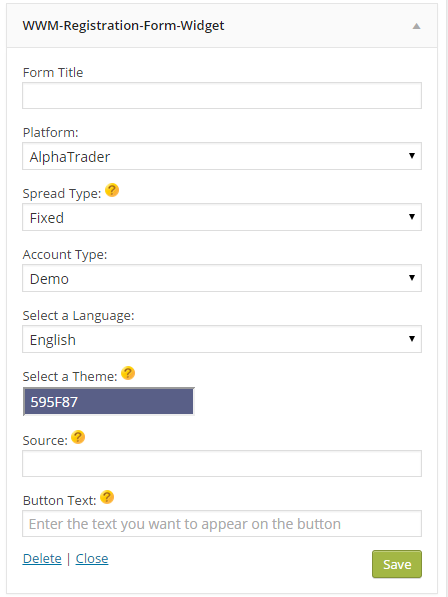 WWM-Registration-Form-Widget
Form Title
Platform:
AlphaTrader
Spread Type: ?
Fixed
Account Type:
Demo
Select a Language:
English
Select a Theme: ?
595F87
Source: ?
Button Text: ?
Enter the text you want to appear on the button
Delete | Close
Save